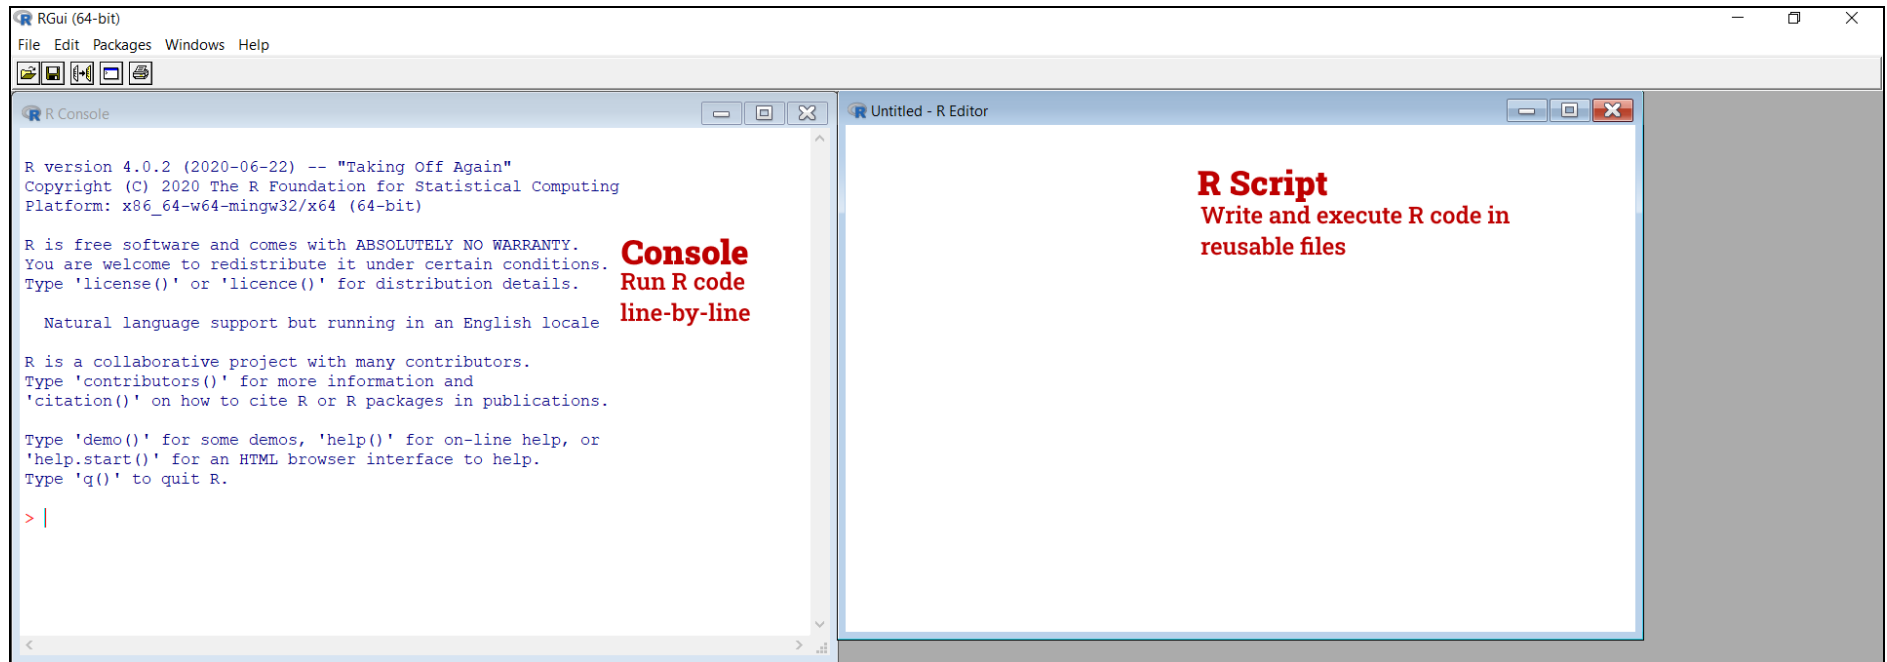 RGui (64-bit)
File Edit Packages Windows Help
R Console
R version 4.0.2 (2020-06-22) -- "Taking Off Again"
Copyright (C) 2020 The R Foundation for Statistical Computing
Platform: x86_64-w64-mingw32/x64 (64-bit)
R is free software and comes with ABSOLUTELY NO WARRANTY.
You are welcome to redistribute it under certain conditions.
Type 'license()' or 'licence()' for distribution details.
Natural language support but running in an English locale
R is a collaborative project with many contributors.
Type 'contributors()' for more information and
'citation()' on how to cite R or R packages in publications.
Type 'demo()' for some demos, 'help()' for on-line help, or
'help.start()' for an HTML browser interface to help.
Type 'q()' to quit R.
>
Console
Run R code
line-by-line
Untitled - R Editor
R Script
Write and execute R code in
reusable files